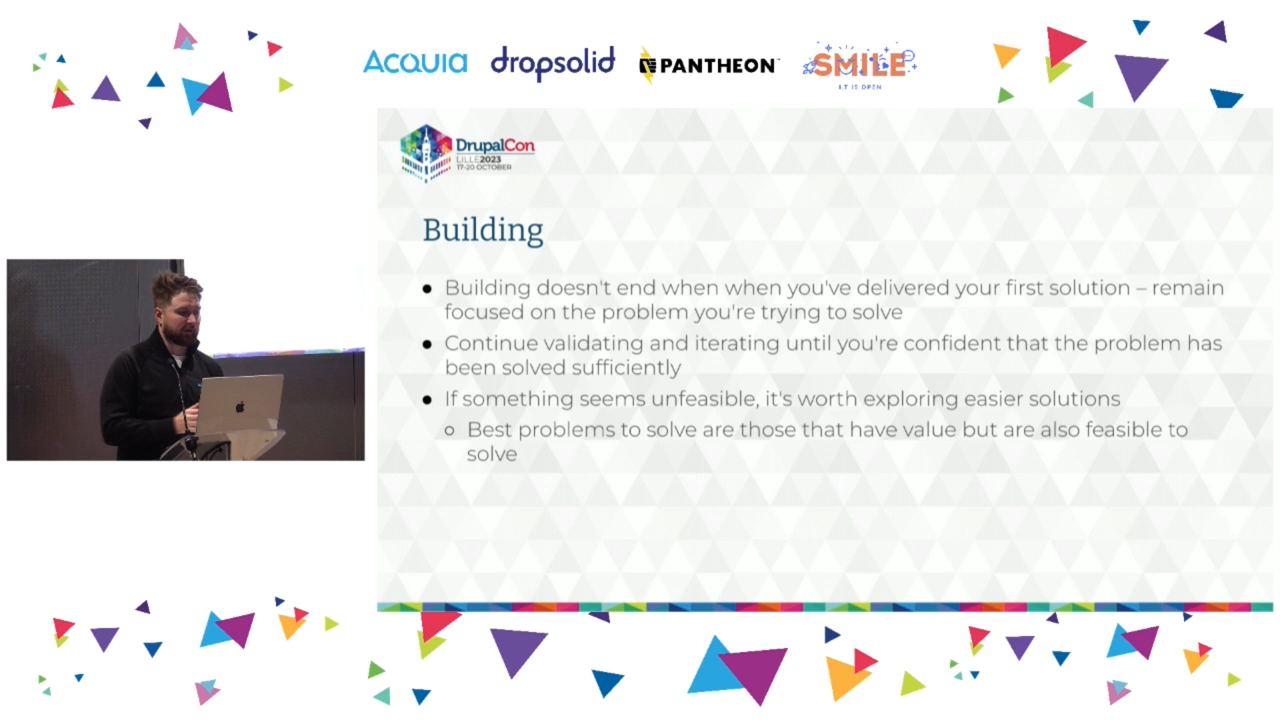 ACQUIA dropsolid PANTHEON SMILE
I.T IS OPEN
DrupalCon
LILLE2023
17-20 OCTOBER
Building
Building doesn't end when when you've delivered your first solution – remain
focused on the problem you're trying to solve
Continue validating and iterating until you're confident that the problem has
been solved sufficiently
If something seems unfeasible, it's worth exploring easier solutions
Best problems to solve are those that have value but are also feasible to
solve